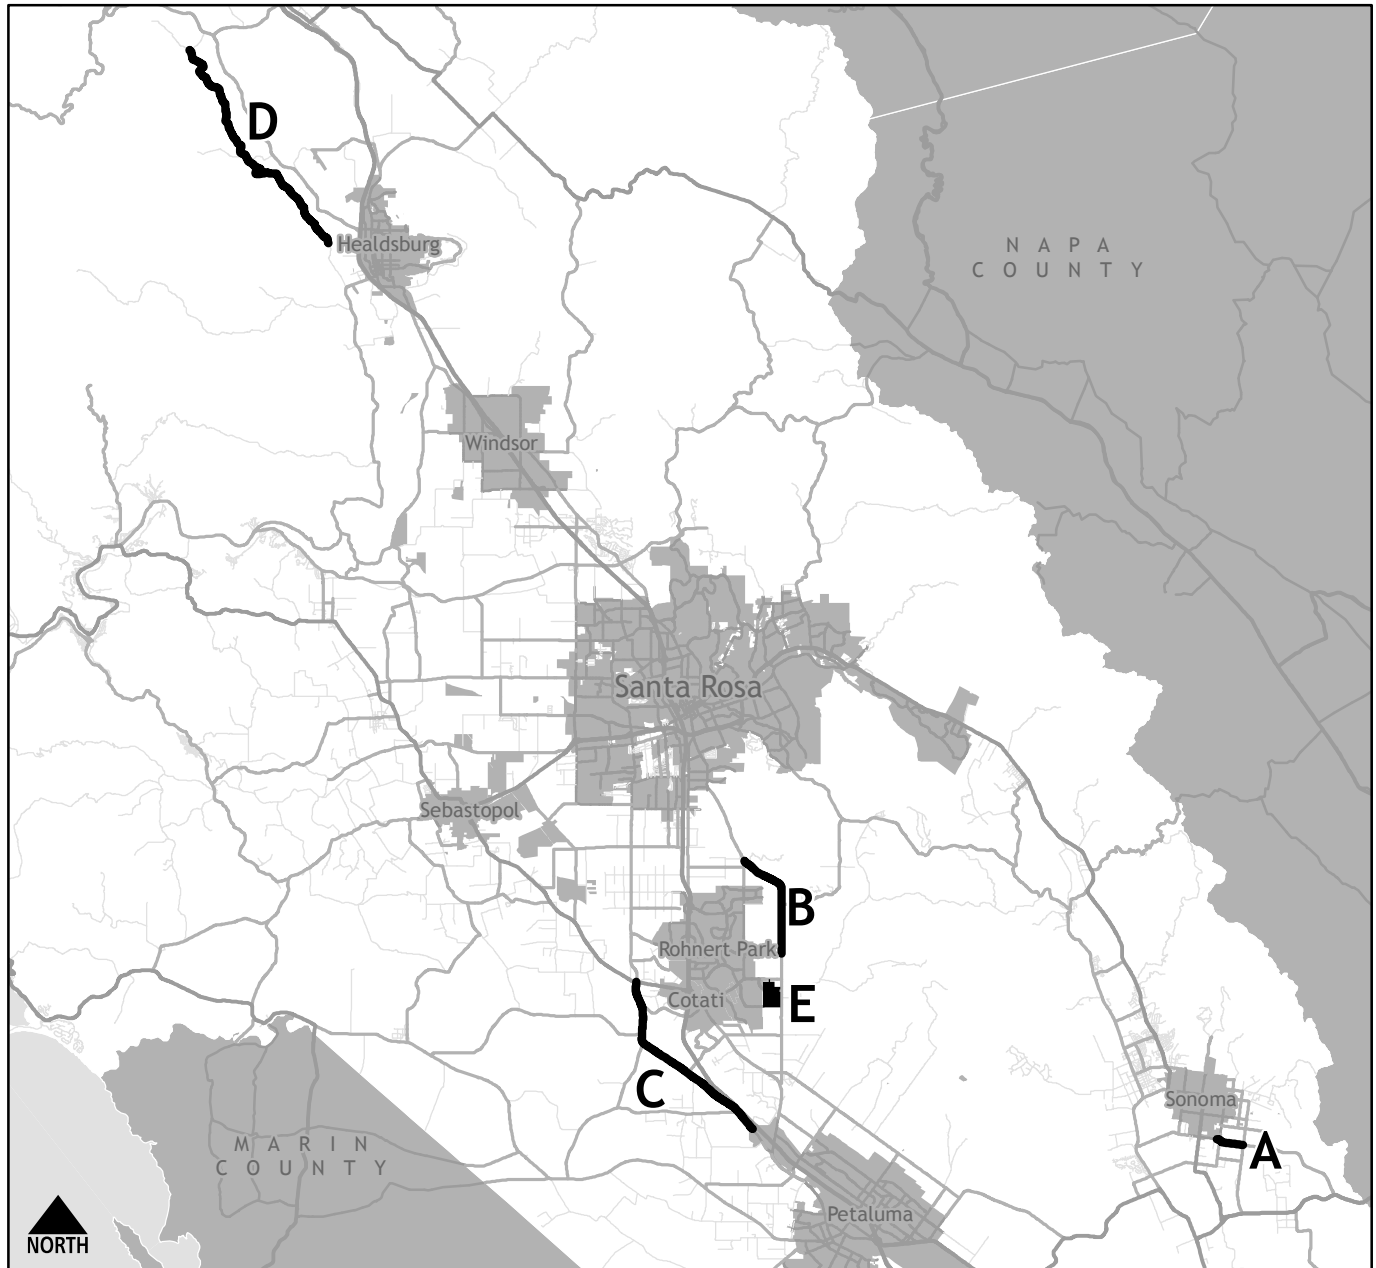 D
NAPA
COUNTY
Healdsburg
Windsor
Santa Rosa
Sebastopol
B
Rohnert Park
Cotati
E
C
Sonoma
A
MARIN
COUNTY
Petaluma
NORTH